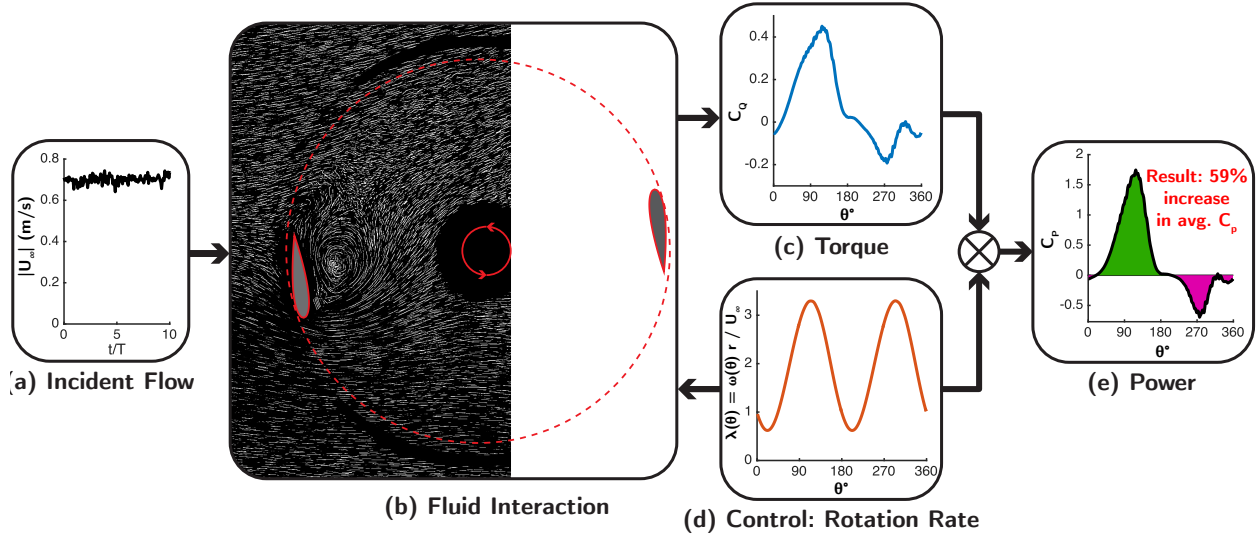 |U∞| (m/s)
0.8
0.6
0.4
0.2
0
0
5
10
t/T
(a) Incident Flow
(b) Fluid Interaction
C_Q
0.4
0.2
0
-0.2
0
90
180
270
360
θ°
(c) Torque
λ(θ) = ω(θ) r / U∞
3
2
1
0
0
90
180
270
360
θ°
(d) Control: Rotation Rate
C_P
2
1.5
1
0.5
0
-0.5
Result: 59%
increase
in avg. C_p
0
90
180
270
360
θ°
(e) Power